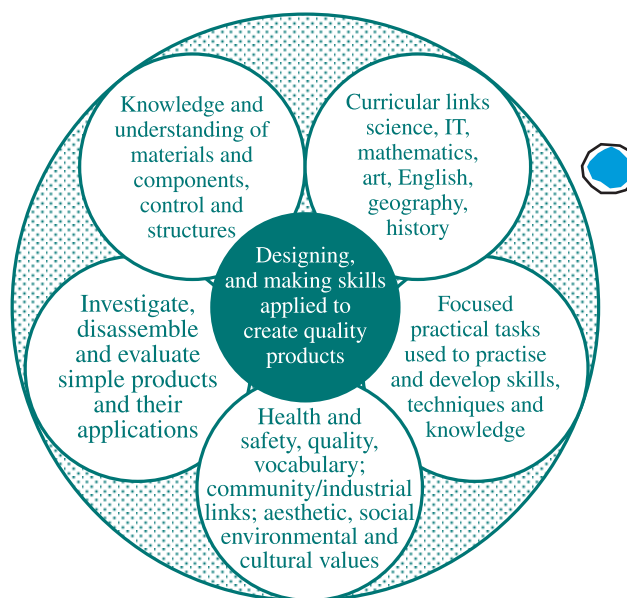 Knowledge and
understanding of
materials and
components,
control and
structures
Curricular links
science, IT,
mathematics,
art, English,
geography,
history
Designing,
and making skills
applied to
create quality
products
Investigate,
disassemble
and evaluate
simple products
and their
applications
Focused
practical tasks
used to practise
and develop skills,
techniques and
knowledge
Health and
safety, quality,
vocabulary;
community/industrial
links; aesthetic, social
environmental and
cultural values